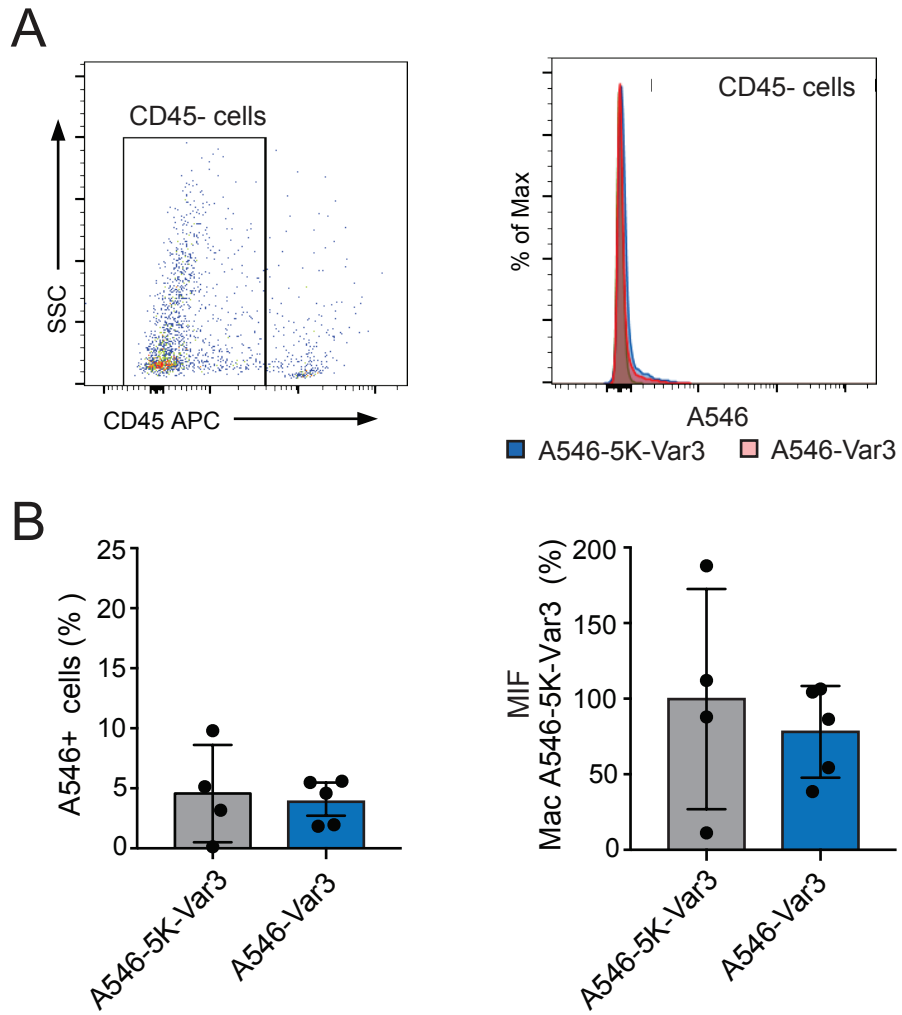 A
CD45- cells
SSC
CD45 APC
CD45- cells
% of Max
A546
A546-5K-Var3
A546-Var3
B
25
20
15
10
5
0
A546+ cells (%)
A546-5K-Var3
A546-Var3
200
150
100
50
0
MIF
Mac A546-5K-Var3 (%)
A546-5K-Var3
A546-Var3